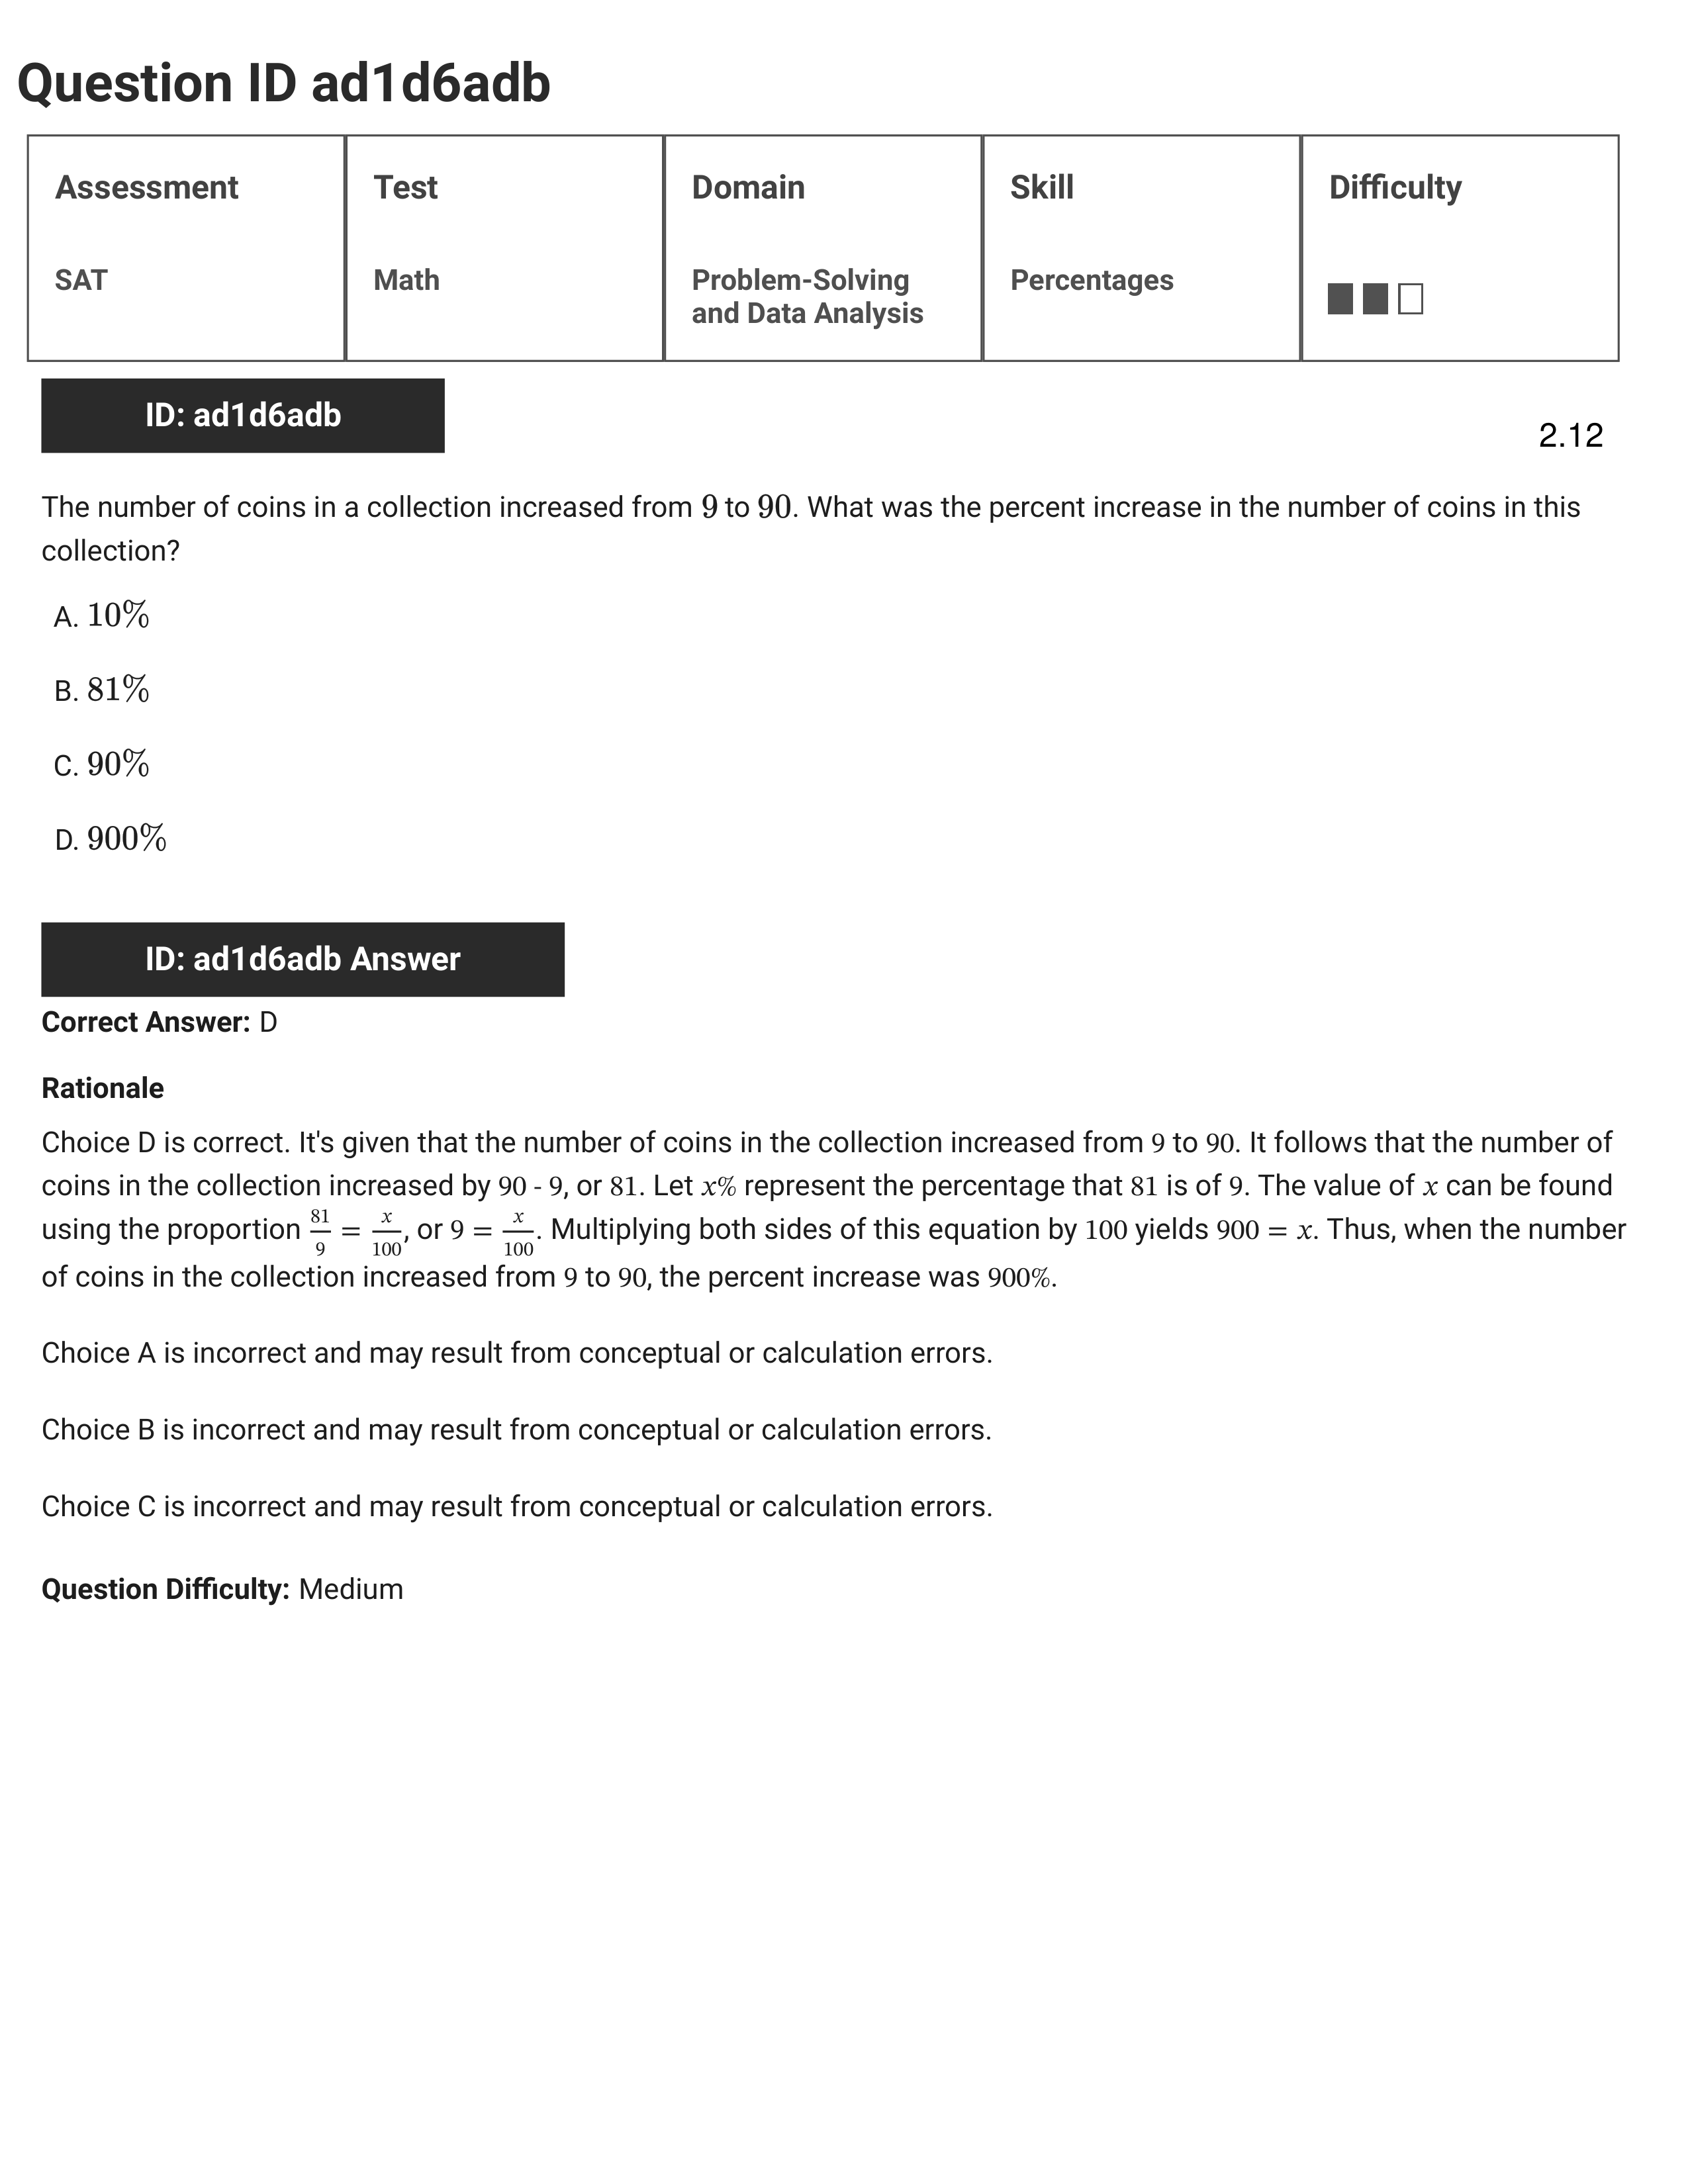 Question ID ad1d6adb
Assessment
Test
Domain
Skill
Difficulty
SAT
Math
Problem-Solving
and Data Analysis
Percentages
ID: ad1d6adb
2.12
The number of coins in a collection increased from 9 to 90. What was the percent increase in the number of coins in this
collection?
A. 10%
B. 81%
C. 90%
D. 900%
ID: ad1d6adb Answer
Correct Answer: D
Rationale
Choice D is correct. It's given that the number of coins in the collection increased from 9 to 90. It follows that the number of
coins in the collection increased by 90 - 9, or 81. Let x% represent the percentage that 81 is of 9. The value of x can be found
using the proportion 81/9 = x/100, or 9 = x/100. Multiplying both sides of this equation by 100 yields 900 = x. Thus, when the number
of coins in the collection increased from 9 to 90, the percent increase was 900%.
Choice A is incorrect and may result from conceptual or calculation errors.
Choice B is incorrect and may result from conceptual or calculation errors.
Choice C is incorrect and may result from conceptual or calculation errors.
Question Difficulty: Medium